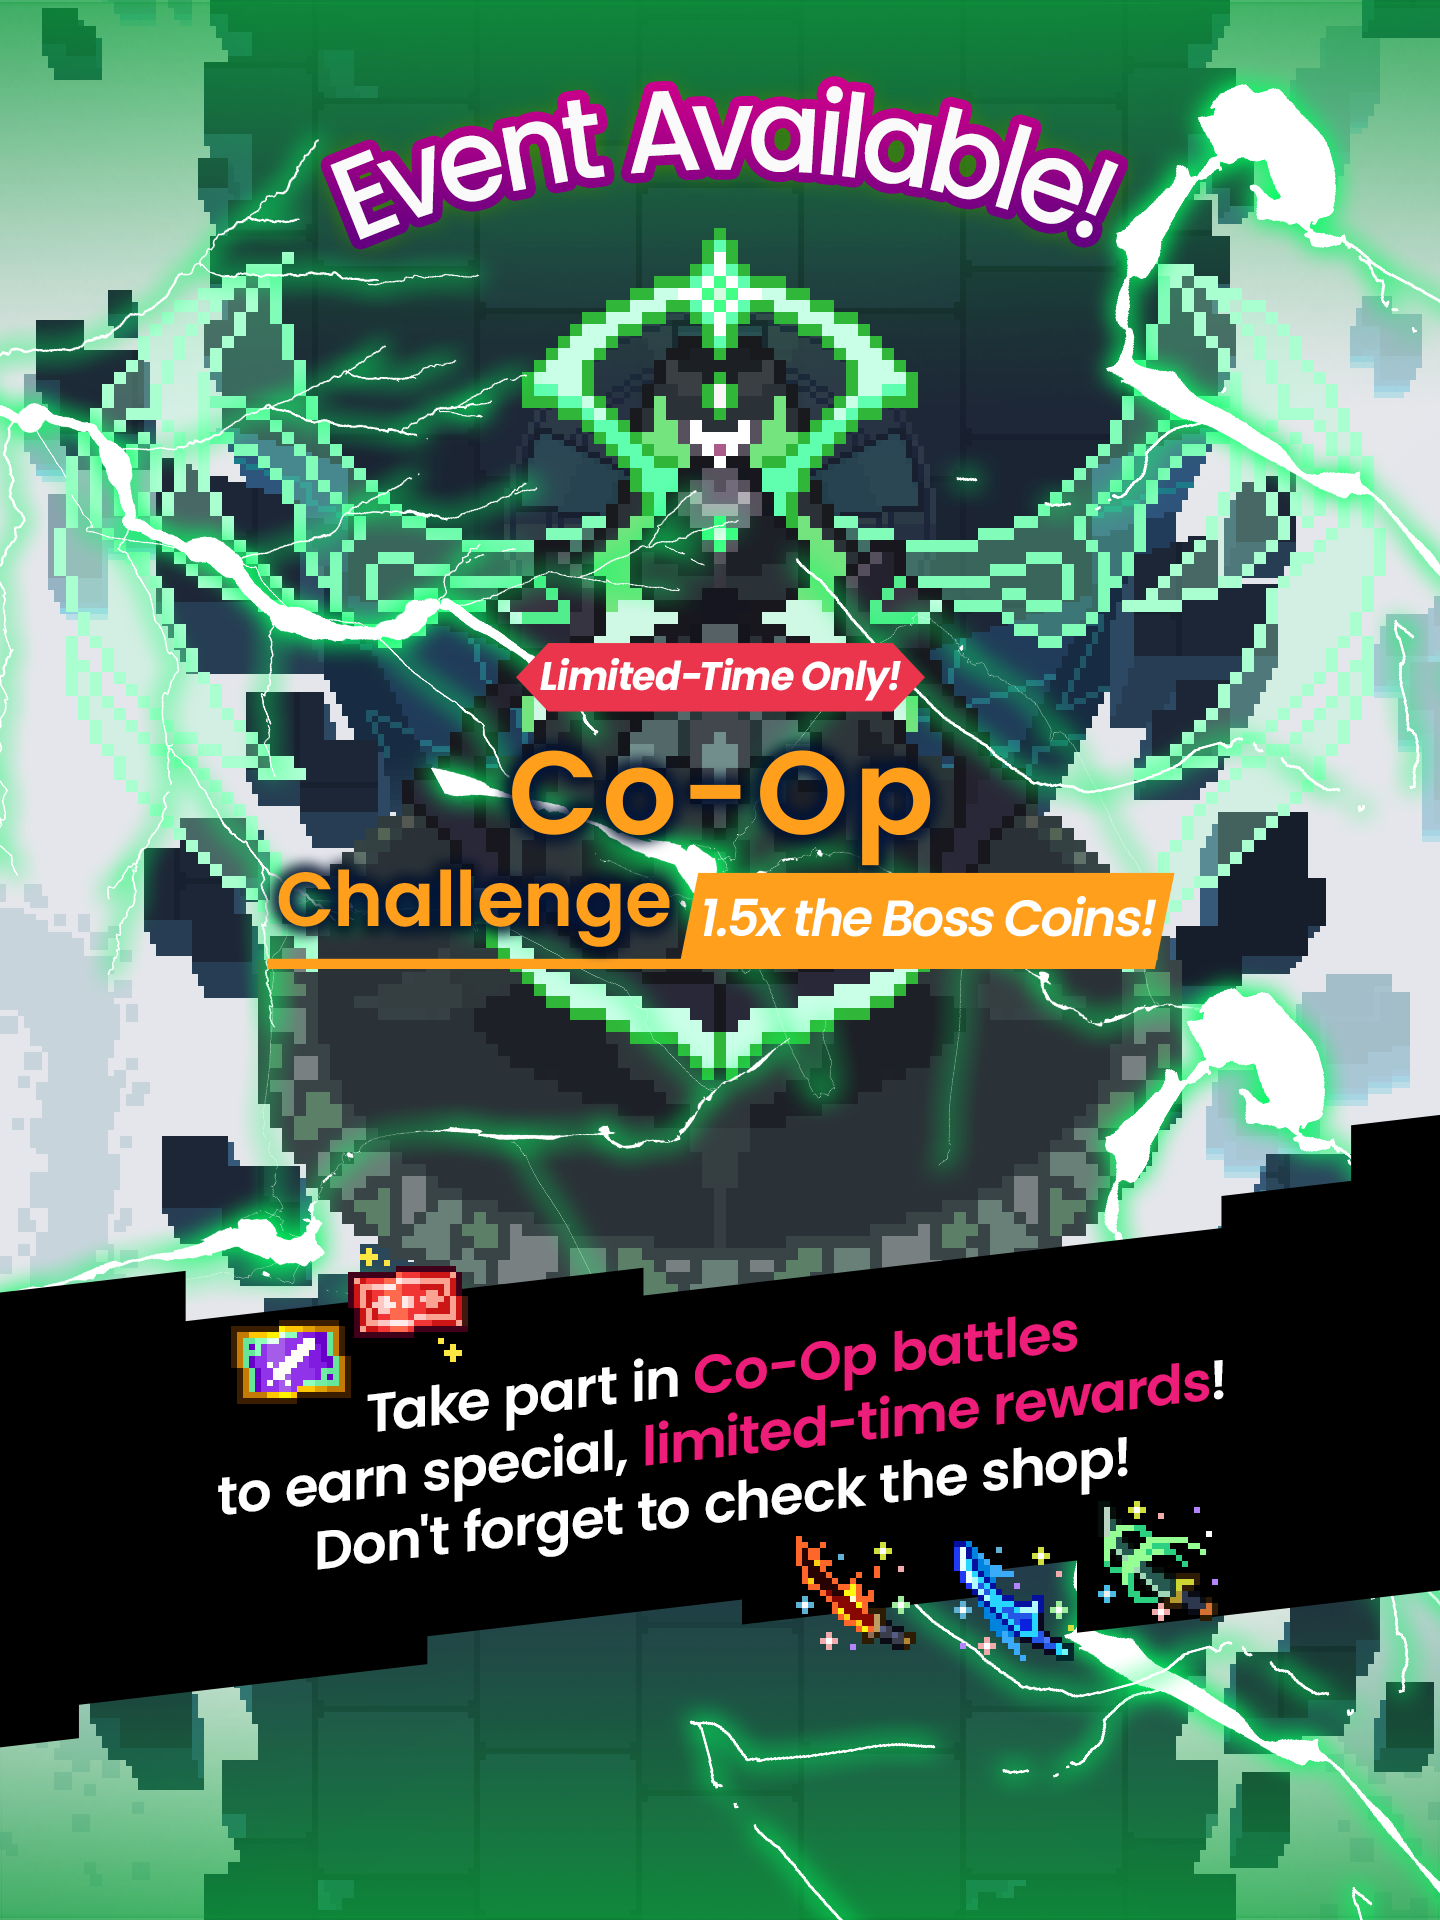 Event Available!
Limited-Time Only!
Co-Op
Challenge 1.5x the Boss Coins!
Take part in Co-Op battles
to earn special, limited-time rewards!
Don't forget to check the shop!